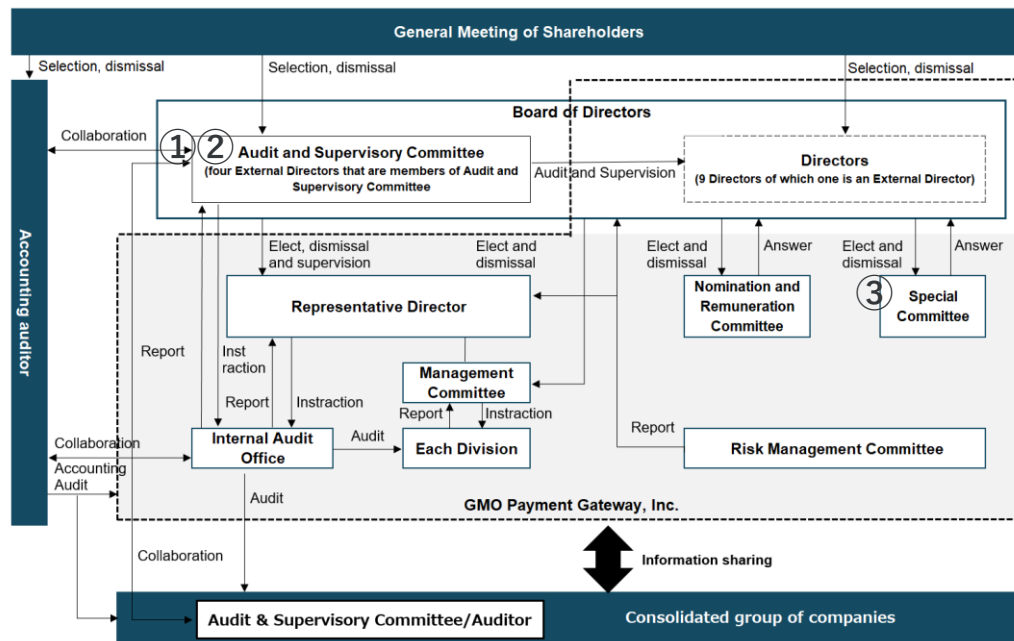 General Meeting of Shareholders
Selection, dismissal
Selection, dismissal
Selection, dismissal
Board of Directors
Collaboration
① ②
Audit and Supervisory Committee
(four External Directors that are members of Audit and
Supervisory Committee
Audit and Supervision
Directors
(9 Directors of which one is an External Director)
Accounting auditor
Elect, dismissal
and supervision
Elect and
dismissal
Elect and
dismissal
Answer
Elect and
dismissal
Answer
Representative Director
Nomination and
Remuneration
Committee
③
Special
Committee
Report
Inst
raction
Report
Instraction
Management
Committee
Report
Instraction
Collaboration
Internal Audit
Office
Audit
Each Division
Report
Risk Management Committee
Accounting
Audit
Audit
GMO Payment Gateway, Inc.
Collaboration
Information sharing
Audit & Supervisory Committee/Auditor
Consolidated group of companies